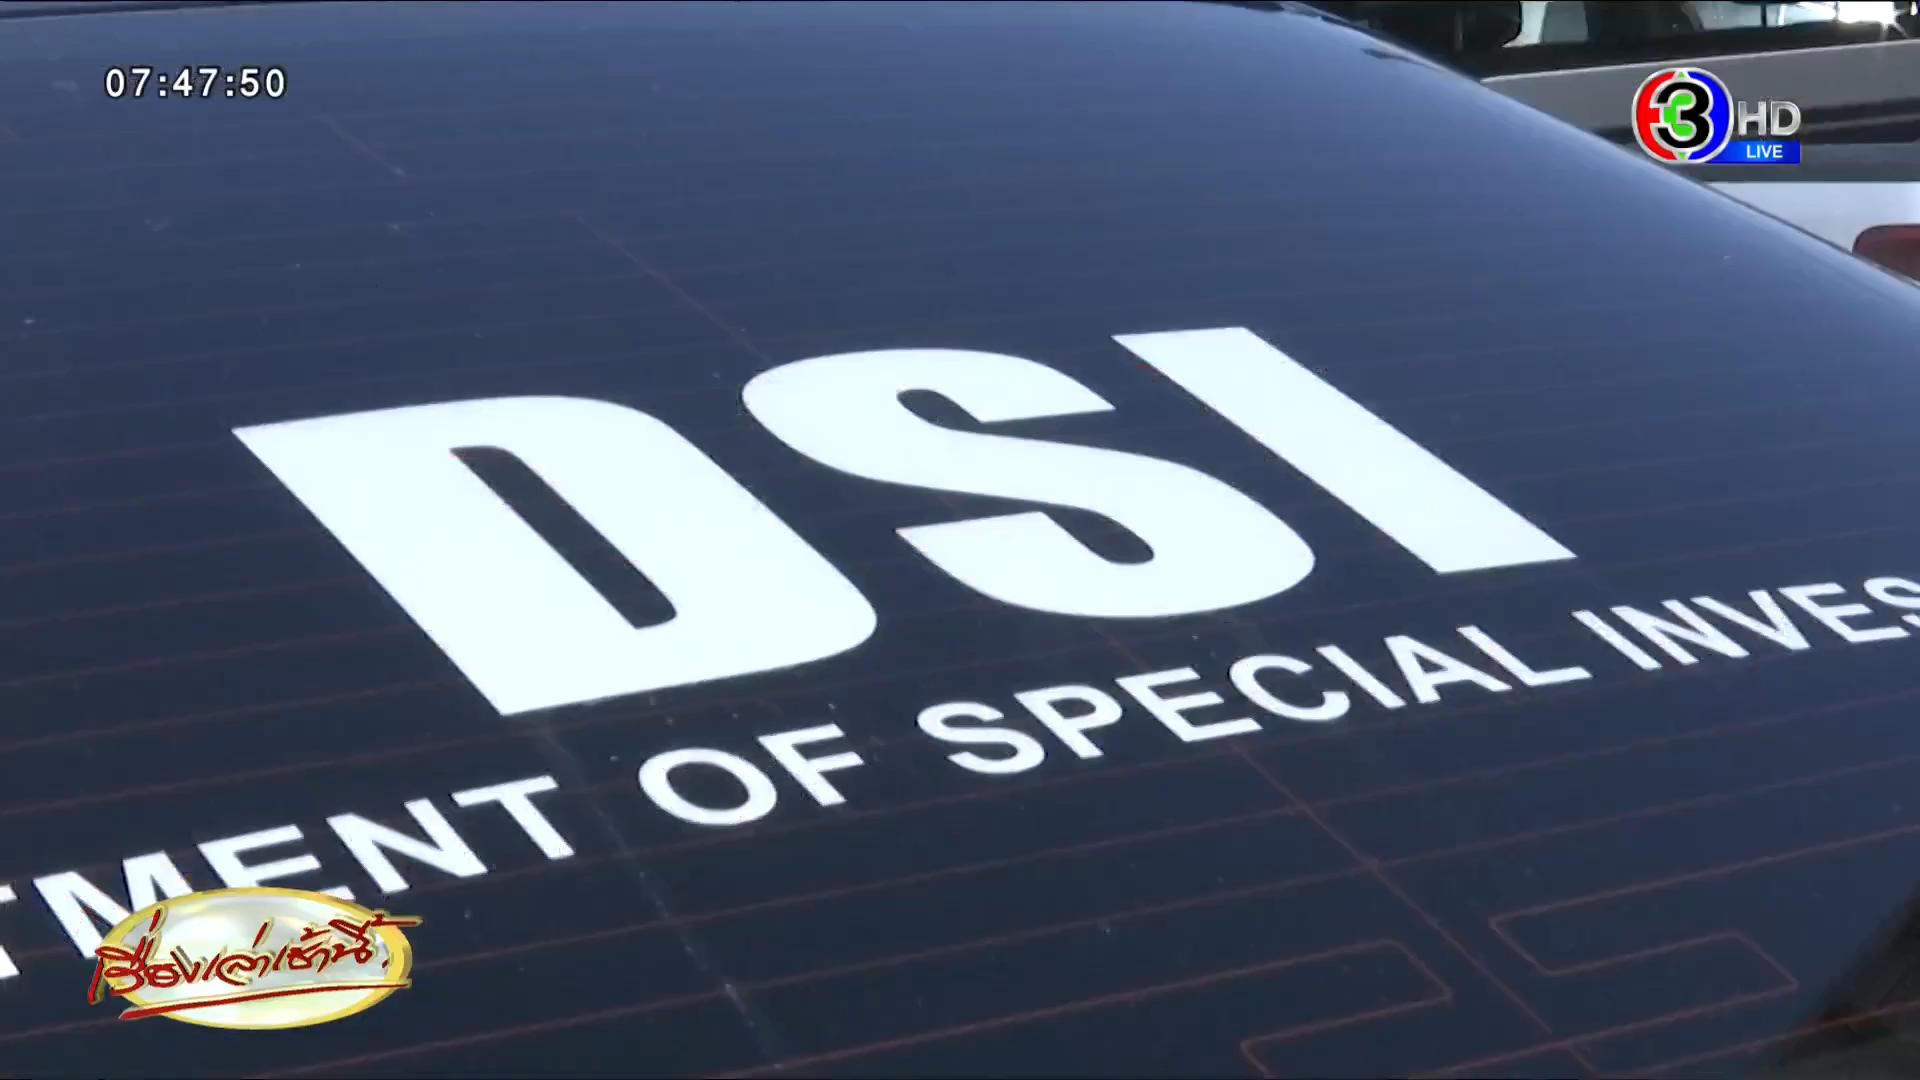 07:47:50
3 HD
LIVE
DSI
TMENT OF SPECIAL INVES
เรื่องเล่าเช้านี้